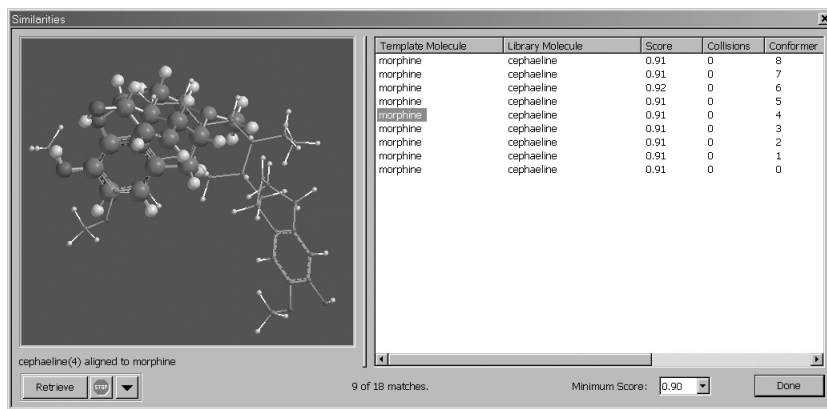 Similarities
Template Molecule Library Molecule Score Collisions Conformer
morphine cephaeline 0.91 0 8
morphine cephaeline 0.91 0 7
morphine cephaeline 0.92 0 6
morphine cephaeline 0.91 0 5
morphine cephaeline 0.91 0 4
morphine cephaeline 0.91 0 3
morphine cephaeline 0.91 0 2
morphine cephaeline 0.91 0 1
morphine cephaeline 0.91 0 0
cephaeline(4) aligned to morphine
Retrieve STOP 9 of 18 matches. Minimum Score: 0.90 Done